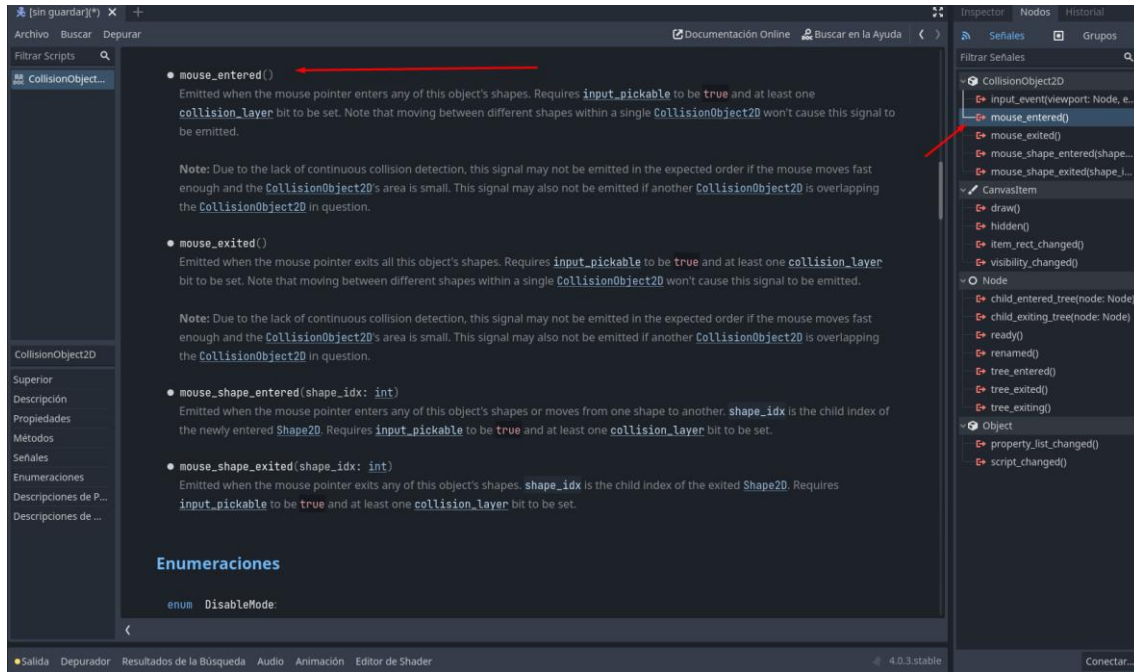 [sin guardar](*)
Archivo Buscar Depurar
Documentación Online Buscar en la Ayuda
Filtrar Scripts
CollisionObject...
CollisionObject2D
Superior
Descripción
Propiedades
Métodos
Señales
Enumeraciones
Descripciones de P...
Descripciones de ...
mouse_entered()
Emitted when the mouse pointer enters any of this object's shapes. Requires input_pickable to be true and at least one
collision_layer bit to be set. Note that moving between different shapes within a single CollisionObject2D won't cause this signal to
be emitted.
Note: Due to the lack of continuous collision detection, this signal may not be emitted in the expected order if the mouse moves fast
enough and the CollisionObject2D's area is small. This signal may also not be emitted if another CollisionObject2D is overlapping
the CollisionObject2D in question.
mouse_exited()
Emitted when the mouse pointer exits all this object's shapes. Requires input_pickable to be true and at least one collision_layer
bit to be set. Note that moving between different shapes within a single CollisionObject2D won't cause this signal to be emitted.
Note: Due to the lack of continuous collision detection, this signal may not be emitted in the expected order if the mouse moves fast
enough and the CollisionObject2D's area is small. This signal may also not be emitted if another CollisionObject2D is overlapping
the CollisionObject2D in question.
mouse_shape_entered(shape_idx: int)
Emitted when the mouse pointer enters any of this object's shapes or moves from one shape to another. shape_idx is the child index of
the newly entered Shape2D. Requires input_pickable to be true and at least one collision_layer bit to be set.
mouse_shape_exited(shape_idx: int)
Emitted when the mouse pointer exits any of this object's shapes. shape_idx is the child index of the exited Shape2D. Requires
input_pickable to be true and at least one collision_layer bit to be set.
Enumeraciones
enum DisableMode:
Salida Depurador Resultados de la Búsqueda Audio Animación Editor de Shader
4.0.3.stable
Inspector Nodos Historial
Señales Grupos
Filtrar Señales
CollisionObject2D
input_event(viewport: Node, e...
mouse_entered()
mouse_exited()
mouse_shape_entered(shape...
mouse_shape_exited(shape_i...
CanvasItem
draw()
hidden()
item_rect_changed()
visibility_changed()
Node
child_entered_tree(node: Node)
child_exiting_tree(node: Node)
ready()
renamed()
tree_entered()
tree_exited()
tree_exiting()
Object
property_list_changed()
script_changed()
Conectar...